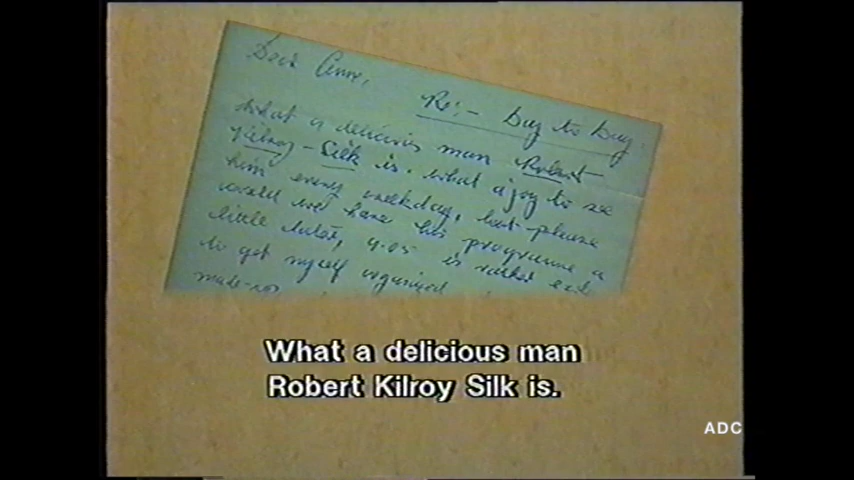 Dear Anne,
Re:- Day to Day.
What a delicious man Robert
Kilroy-Silk is. What a joy to see
him every weekday, but please
could we have his programme a
little later, 9.05 is rather early
to get myself organised
made-
What a delicious man
Robert Kilroy Silk is.
ADC